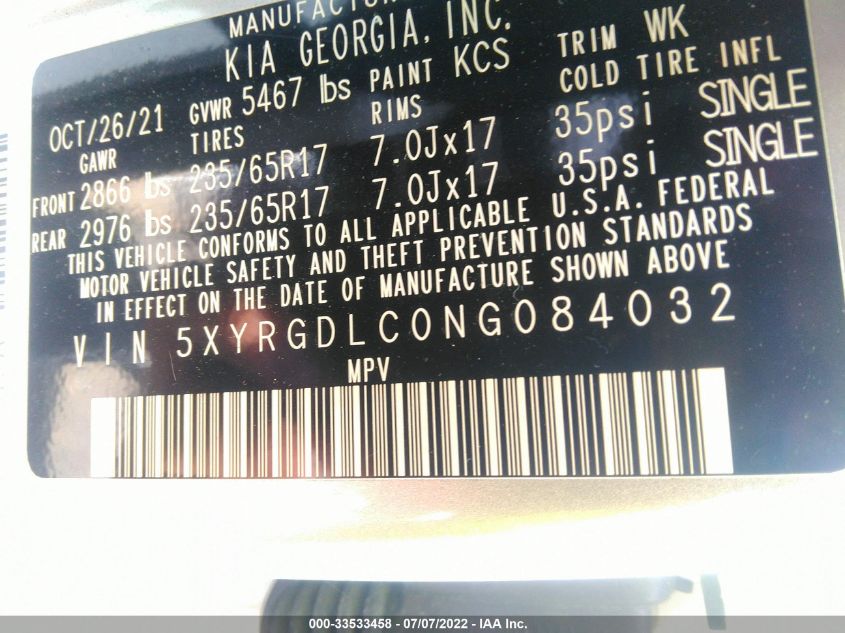 MANUFACTUR
KIA GEORGIA, INC.
OCT/26/21 GVWR 5467 lbs PAINT KCS TRIM WK
GAWR TIRES RIMS COLD TIRE INFL
FRONT 2866 lbs 235/65R17 7.0Jx17 35psi SINGLE
REAR 2976 lbs 235/65R17 7.0Jx17 35psi SINGLE
THIS VEHICLE CONFORMS TO ALL APPLICABLE U.S.A. FEDERAL
MOTOR VEHICLE SAFETY AND THEFT PREVENTION STANDARDS
IN EFFECT ON THE DATE OF MANUFACTURE SHOWN ABOVE
VIN 5XYRGDLC0NG084032
MPV
000-33533458 - 07/07/2022 - IAA Inc.